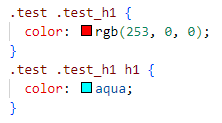 .test .test_h1 {
  color: rgb(253, 0, 0);
}
.test .test_h1 h1 {
  color: aqua;
}